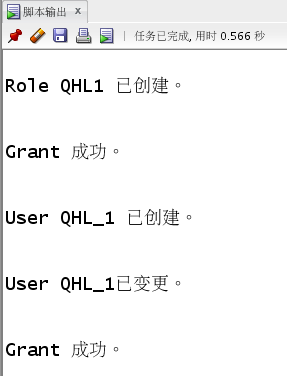 脚本输出 ×
任务已完成, 用时 0.566 秒
Role QHL1 已创建。
Grant 成功。
User QHL_1 已创建。
User QHL_1已变更。
Grant 成功。